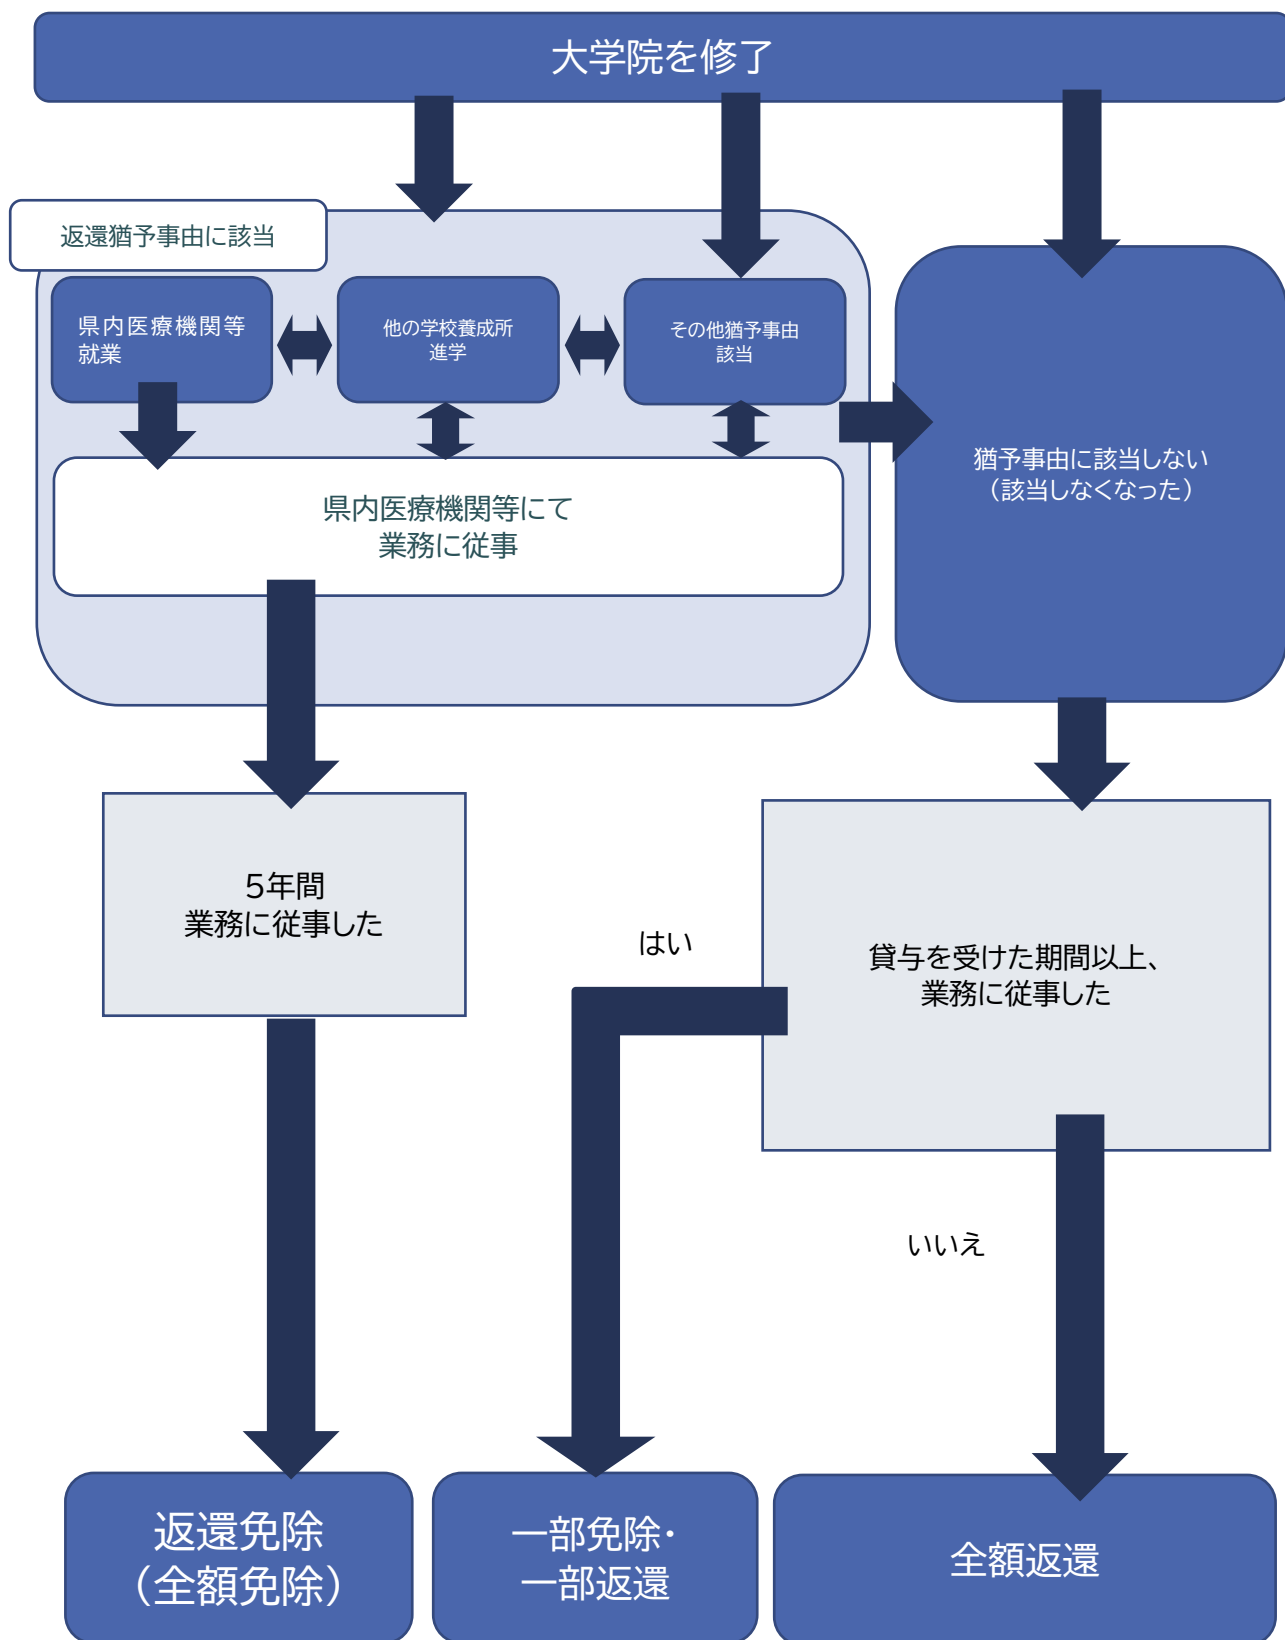 大学院を修了
返還猶予事由に該当
県内医療機関等
就業
他の学校養成所
進学
その他猶予事由
該当
猶予事由に該当しない
（該当しなくなった）
県内医療機関等にて
業務に従事
５年間
業務に従事した
はい
貸与を受けた期間以上、
業務に従事した
いいえ
返還免除
（全額免除）
一部免除・
一部返還
全額返還